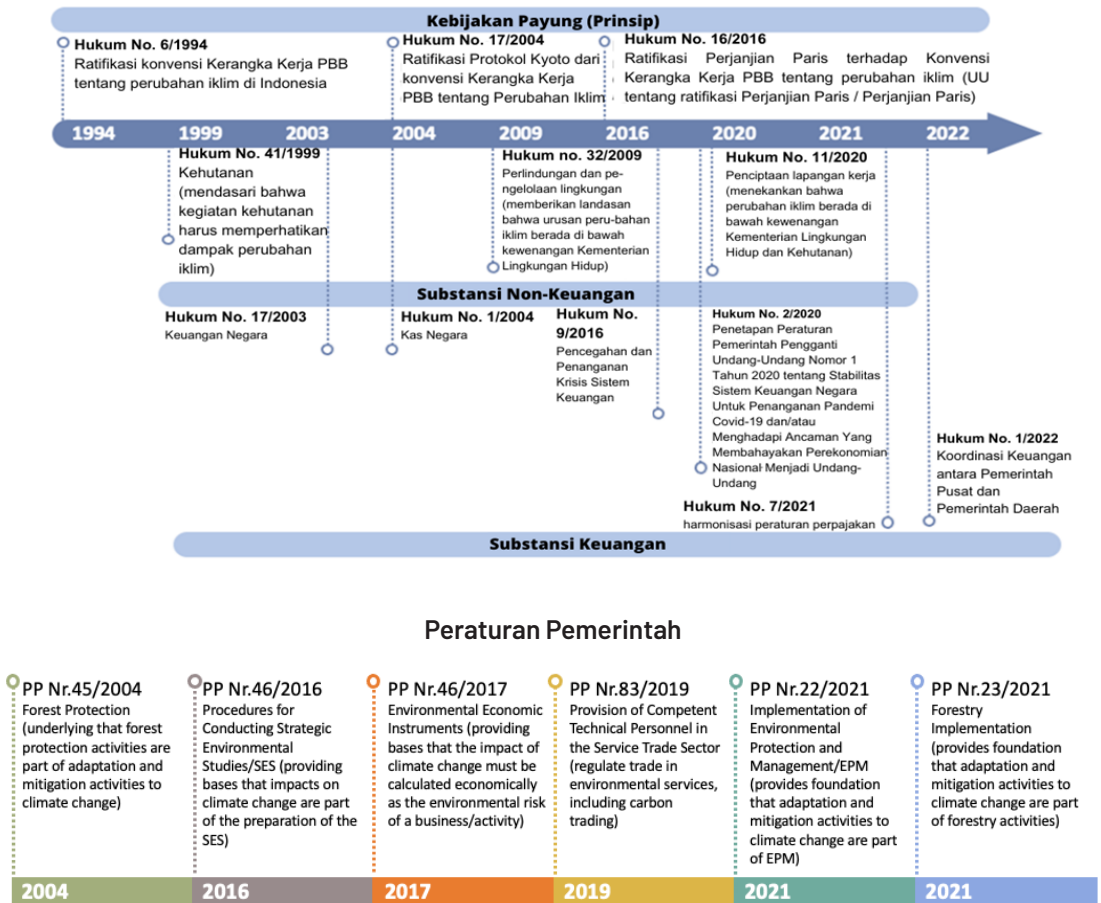 Kebijakan Payung (Prinsip)
Hukum No. 6/1994
Ratifikasi konvensi Kerangka Kerja PBB
tentang perubahan iklim di Indonesia
Hukum No. 17/2004
Ratifikasi Protokol Kyoto dari
konvensi Kerangka Kerja
PBB tentang Perubahan Iklim
Hukum No. 16/2016
Ratifikasi Perjanjian Paris terhadap Konvensi
Kerangka Kerja PBB tentang perubahan iklim (UU
tentang ratifikasi Perjanjian Paris / Perjanjian Paris)
1994 1999 2003 2004 2009 2016 2020 2021 2022
Hukum No. 41/1999
Kehutanan
(mendasari bahwa
kegiatan kehutanan
harus memperhatikan
dampak perubahan
iklim)
Hukum no. 32/2009
Perlindungan dan pe-
ngelolaan lingkungan
(memberikan landasan
bahwa urusan peru-bahan
iklim berada di bawah
kewenangan Kementerian
Lingkungan Hidup)
Hukum No. 11/2020
Penciptaan lapangan kerja
(menekankan bahwa
perubahan iklim berada di
bawah kewenangan
Kementerian Lingkungan
Hidup dan Kehutanan)
Substansi Non-Keuangan
Hukum No. 17/2003
Keuangan Negara
Hukum No. 1/2004
Kas Negara
Hukum No.
9/2016
Pencegahan dan
Penanganan
Krisis Sistem
Keuangan
Hukum No. 2/2020
Penetapan Peraturan
Pemerintah Pengganti
Undang-Undang Nomor 1
Tahun 2020 tentang Stabilitas
Sistem Keuangan Negara
Untuk Penanganan Pandemi
Covid-19 dan/atau
Menghadapi Ancaman Yang
Membahayakan Perekonomian
Nasional Menjadi Undang-
Undang
Hukum No. 7/2021
harmonisasi peraturan perpajakan
Hukum No. 1/2022
Koordinasi Keuangan
antara Pemerintah
Pusat dan
Pemerintah Daerah
Substansi Keuangan
Peraturan Pemerintah
PP Nr.45/2004
Forest Protection
(underlying that forest
protection activities are
part of adaptation and
mitigation activities to
climate change)
PP Nr.46/2016
Procedures for
Conducting Strategic
Environmental
Studies/SES (providing
bases that impacts on
climate change are part
of the preparation of the
SES)
PP Nr.46/2017
Environmental Economic
Instruments (providing
bases that the impact of
climate change must be
calculated economically
as the environmental risk
of a business/activity)
PP Nr.83/2019
Provision of Competent
Technical Personnel in
the Service Trade Sector
(regulate trade in
environmental services,
including carbon
trading)
PP Nr.22/2021
Implementation of
Environmental
Protection and
Management/EPM
(provides foundation
that adaptation and
mitigation activities to
climate change are part
of EPM)
PP Nr.23/2021
Forestry
Implementation
(provides foundation
that adaptation and
mitigation activities to
climate change are part
of forestry activities)
2004 2016 2017 2019 2021 2021